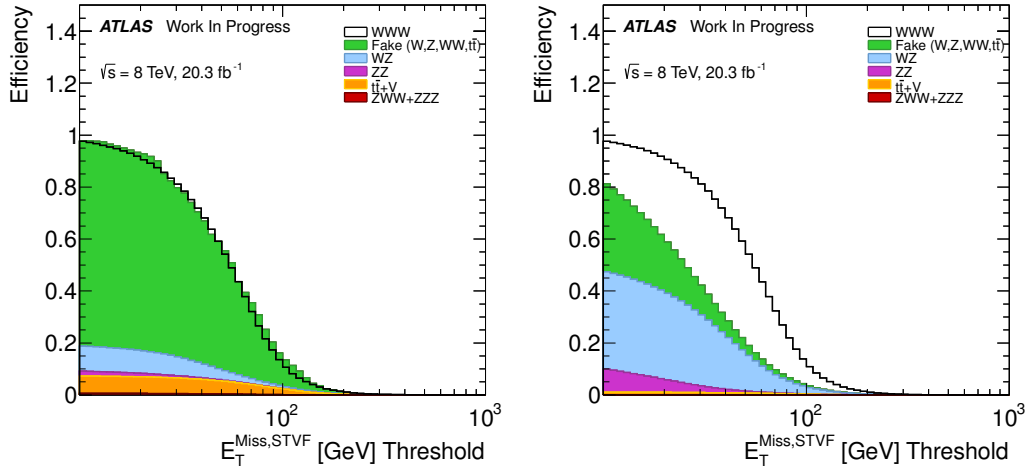 Efficiency
1.4
1.2
1
0.8
0.6
0.4
0.2
0
ATLAS Work In Progress
√s = 8 TeV, 20.3 fb⁻¹
WWW
Fake (W,Z,WW,tt̄)
WZ
ZZ
tt̄+V
ZWW+ZZZ
10²
10³
E_T^Miss,STVF [GeV] Threshold
Efficiency
1.4
1.2
1
0.8
0.6
0.4
0.2
0
ATLAS Work In Progress
√s = 8 TeV, 20.3 fb⁻¹
WWW
Fake (W,Z,WW,tt̄)
WZ
ZZ
tt̄+V
ZWW+ZZZ
10²
10³
E_T^Miss,STVF [GeV] Threshold